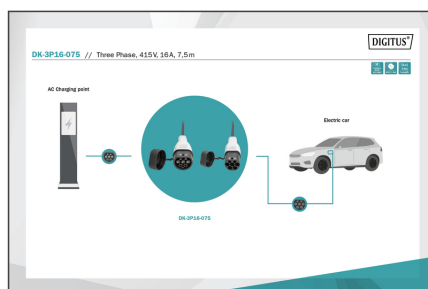 DIGITUS®
DK-3P16-075 // Three Phase, 415V, 16A, 7,5m
AC Charging point
Electric car
DK-3P16-075